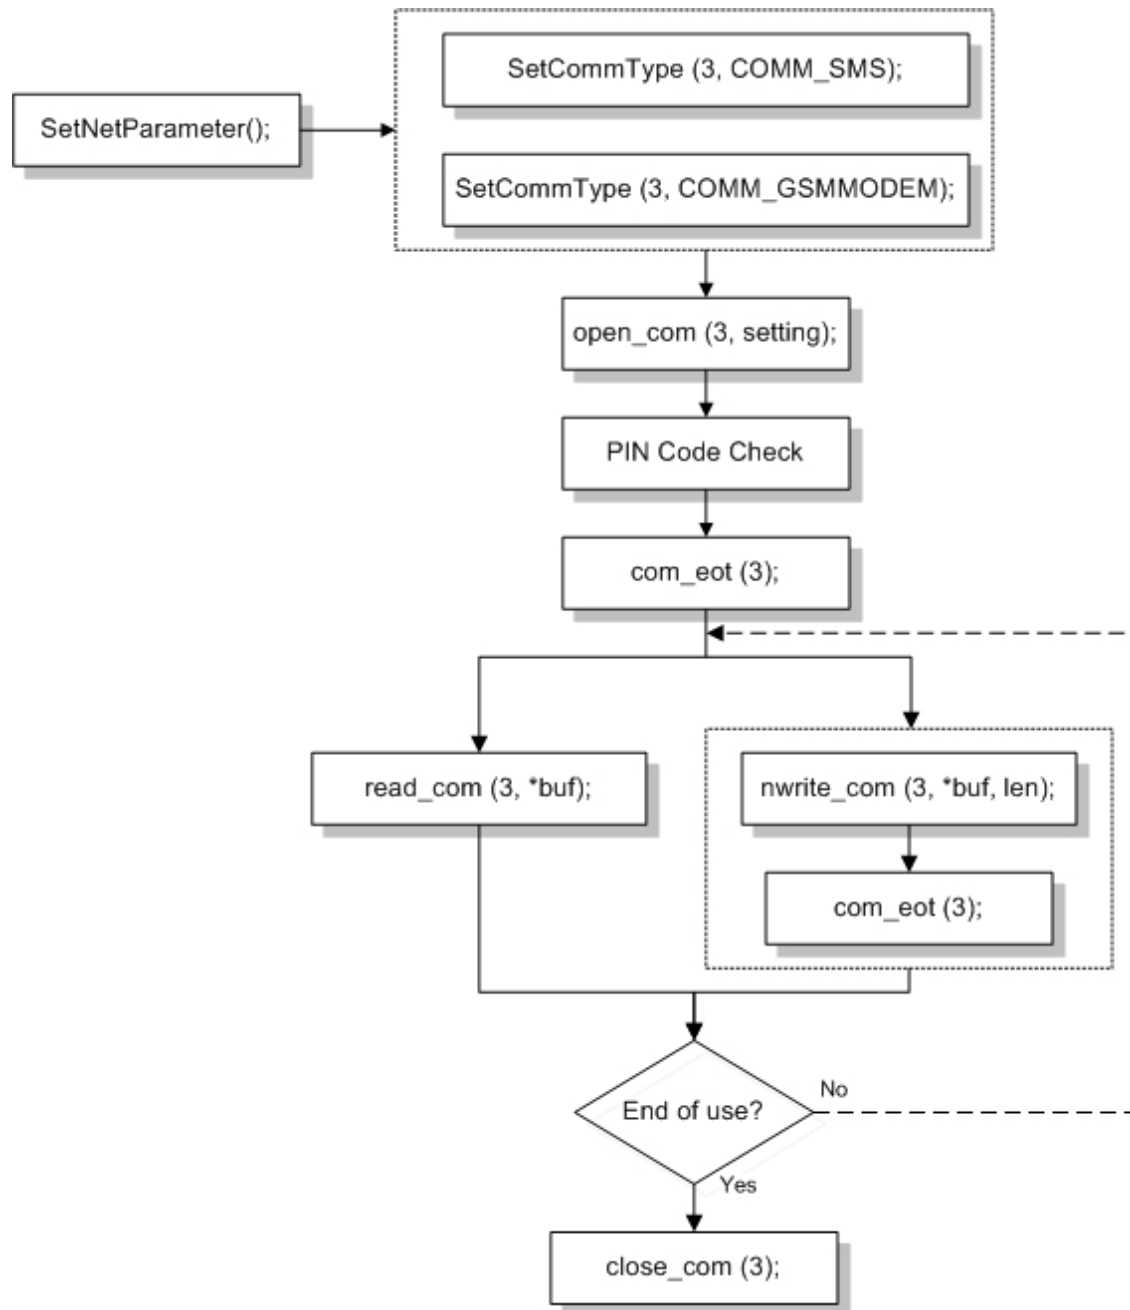 SetCommType (3, COMM_SMS);
SetNetParameter();
SetCommType (3, COMM_GSMMODEM);
open_com (3, setting);
PIN Code Check
com_eot (3);
read_com (3, *buf);
nwrite_com (3, *buf, len);
com_eot (3);
End of use?
No
Yes
close_com (3);